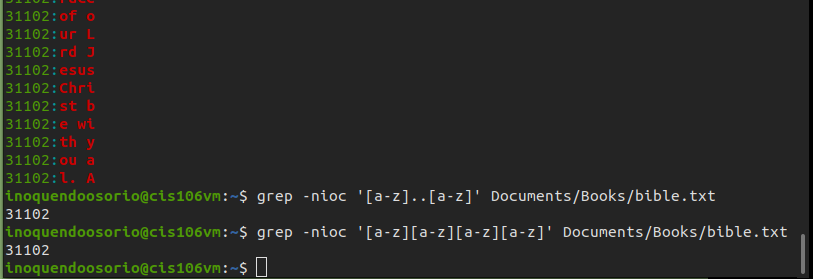 31102:race
31102:of o
31102:ur L
31102:rd J
31102:esus
31102:Chri
31102:st b
31102:e wi
31102:th y
31102:ou a
31102:l. A
inoquendoosorio@cis106vm:~$ grep -nioc '[a-z]..[a-z]' Documents/Books/bible.txt
31102
inoquendoosorio@cis106vm:~$ grep -nioc '[a-z][a-z][a-z][a-z]' Documents/Books/bible.txt
31102
inoquendoosorio@cis106vm:~$